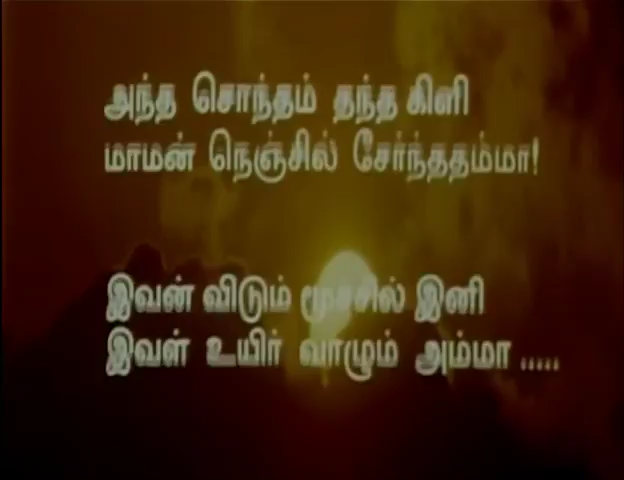 அந்த சொந்தம் தந்த கிளி
மாமன் நெஞ்சில் சேர்ந்ததம்மா!
இவன் விடும் மூச்சில் இனி
இவள் உயிர் வாழும் அம்மா .....